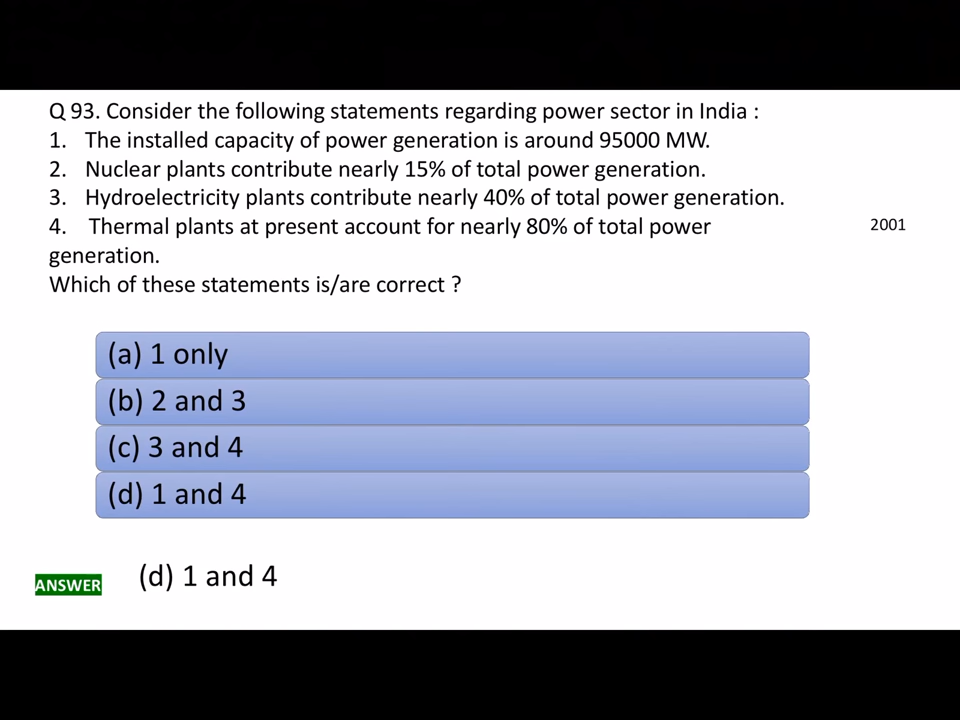 Q 93. Consider the following statements regarding power sector in India :
1. The installed capacity of power generation is around 95000 MW.
2. Nuclear plants contribute nearly 15% of total power generation.
3. Hydroelectricity plants contribute nearly 40% of total power generation.
4. Thermal plants at present account for nearly 80% of total power
generation.
2001
Which of these statements is/are correct ?
(a) 1 only
(b) 2 and 3
(c) 3 and 4
(d) 1 and 4
ANSWER
(d) 1 and 4